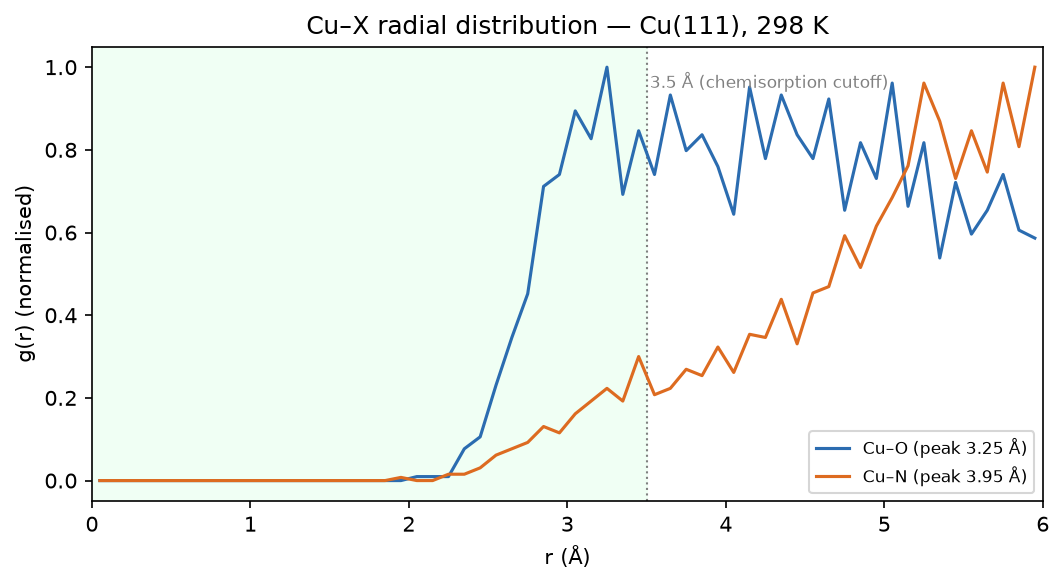 Cu–X radial distribution — Cu(111), 298 K
3.5 Å (chemisorption cutoff)
g(r) (normalised)
1.0
0.8
0.6
0.4
0.2
0.0
Cu–O (peak 3.25 Å)
Cu–N (peak 3.95 Å)
0 1 2 3 4 5 6
r (Å)